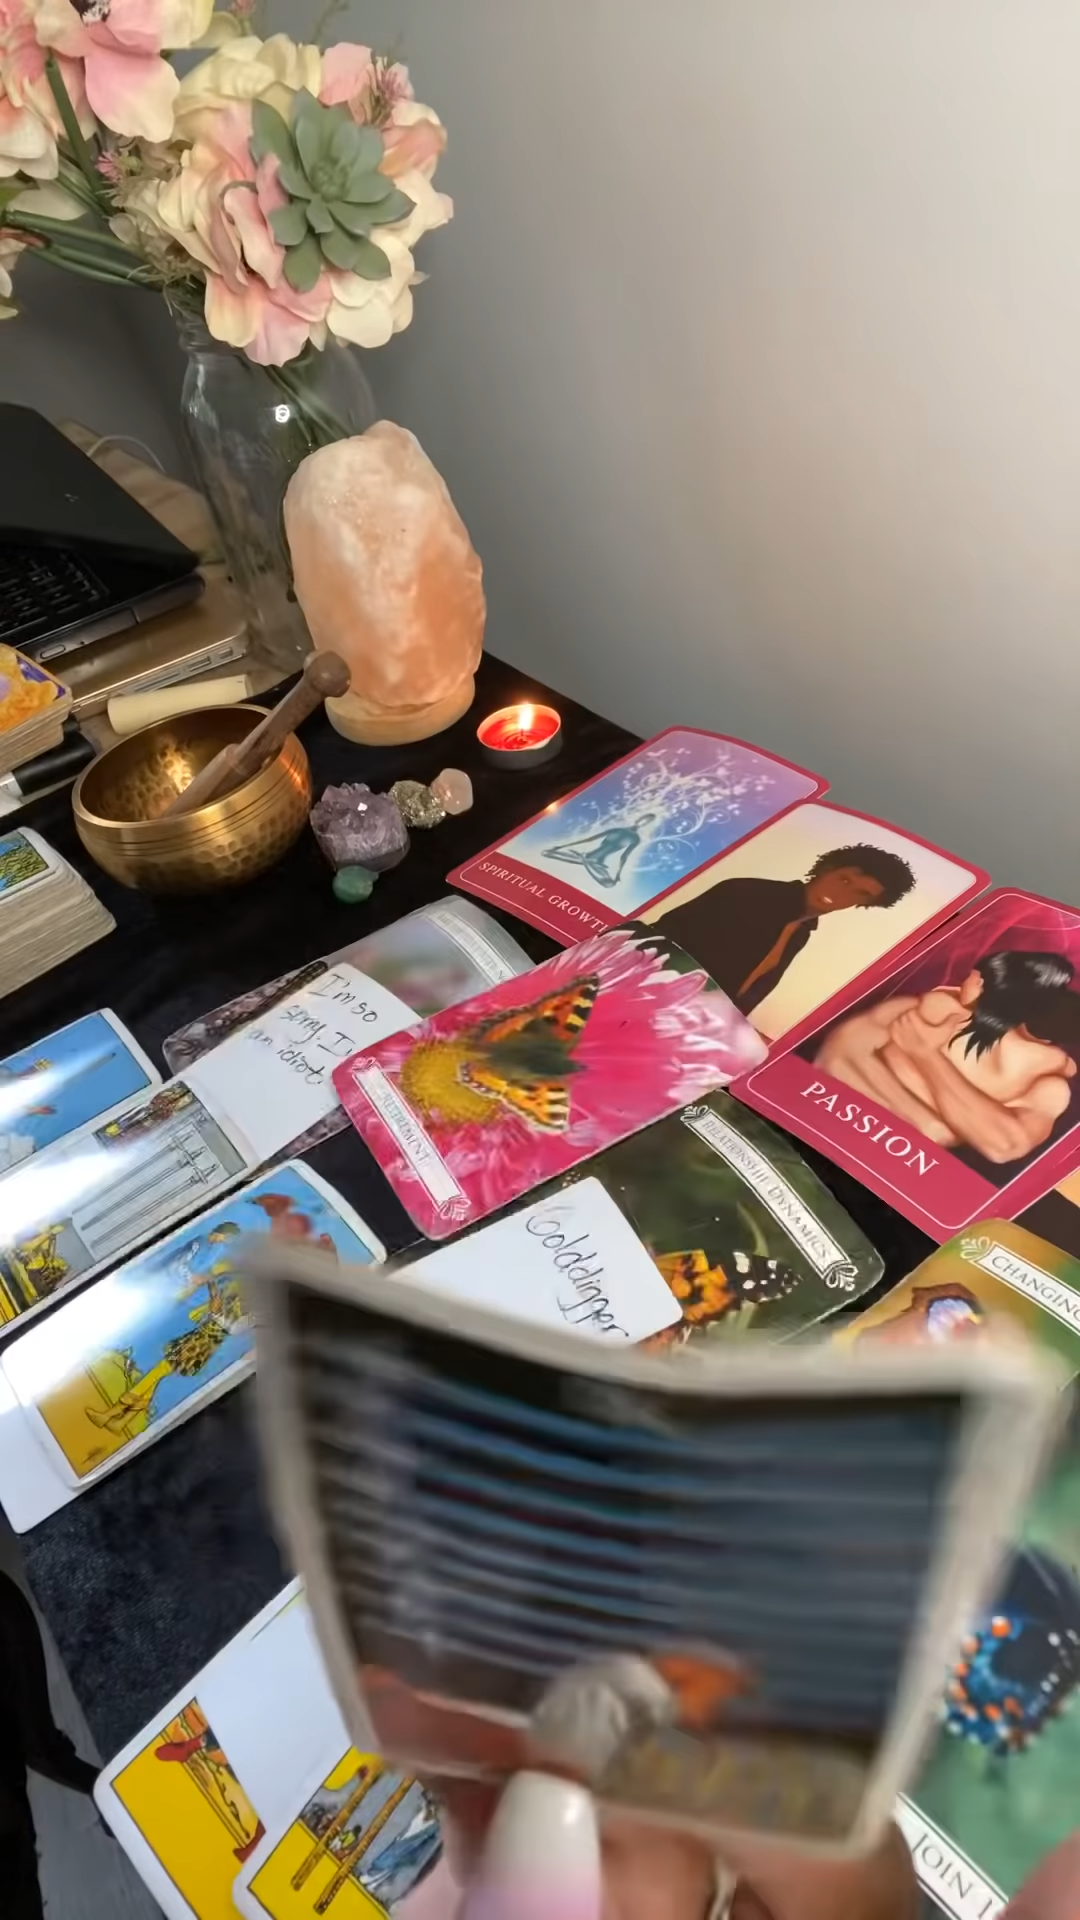 SPIRITUAL GROWTH
I'm so
sorry. I
an idiot
RETIREMENT
PASSION
RELATIONSHIP DYNAMICS
Golddigger
CHANGING
JOIN